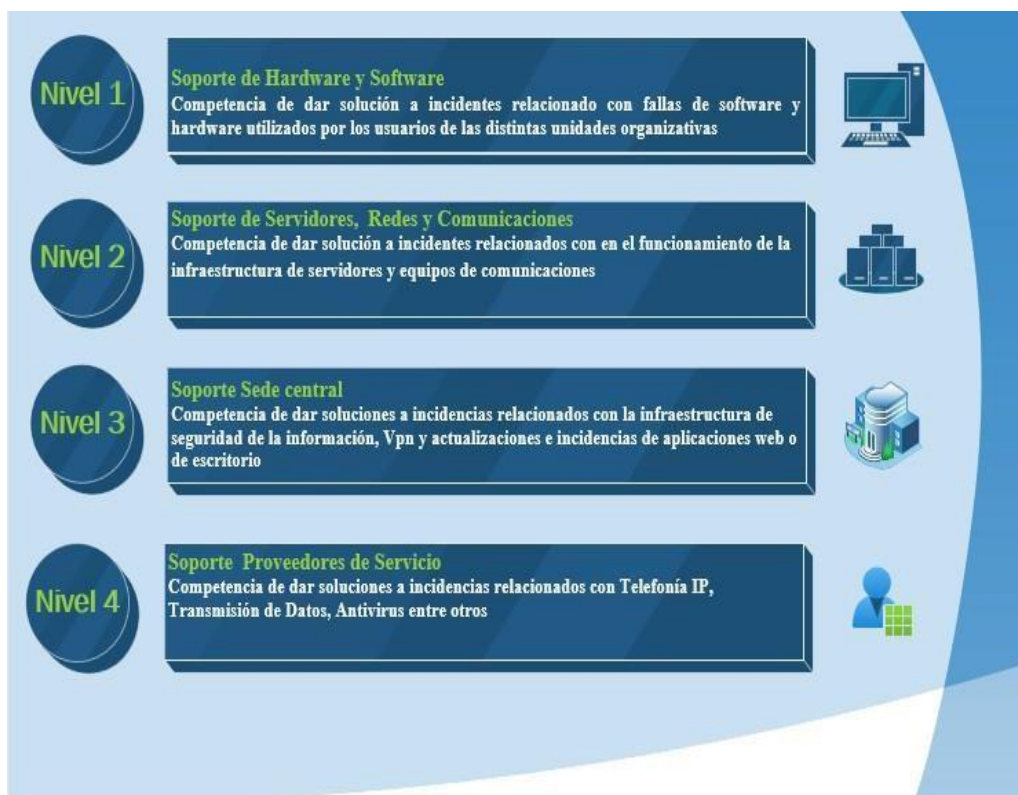 Nivel 1
Soporte de Hardware y Software
Competencia de dar solución a incidentes relacionado con fallas de software y
hardware utilizados por los usuarios de las distintas unidades organizativas
Nivel 2
Soporte de Servidores, Redes y Comunicaciones
Competencia de dar solución a incidentes relacionados con en el funcionamiento de la
infraestructura de servidores y equipos de comunicaciones
Nivel 3
Soporte Sede central
Competencia de dar soluciones a incidencias relacionados con la infraestructura de
seguridad de la información, Vpn y actualizaciones e incidencias de aplicaciones web o
de escritorio
Nivel 4
Soporte Proveedores de Servicio
Competencia de dar soluciones a incidencias relacionados con Telefonía IP,
Transmisión de Datos, Antivirus entre otros